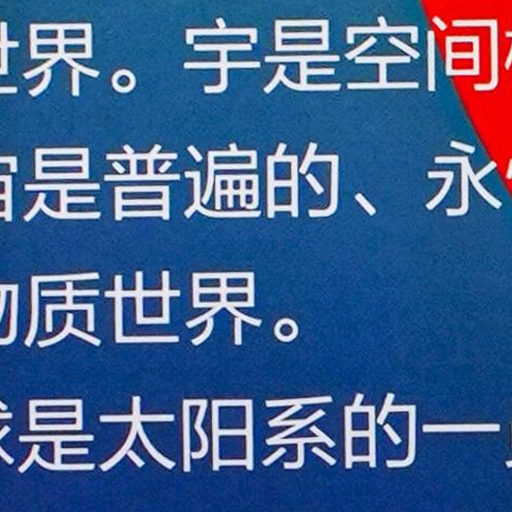 世界。宇是空间
宙是普遍的、永
物质世界。
球是太阳系的一